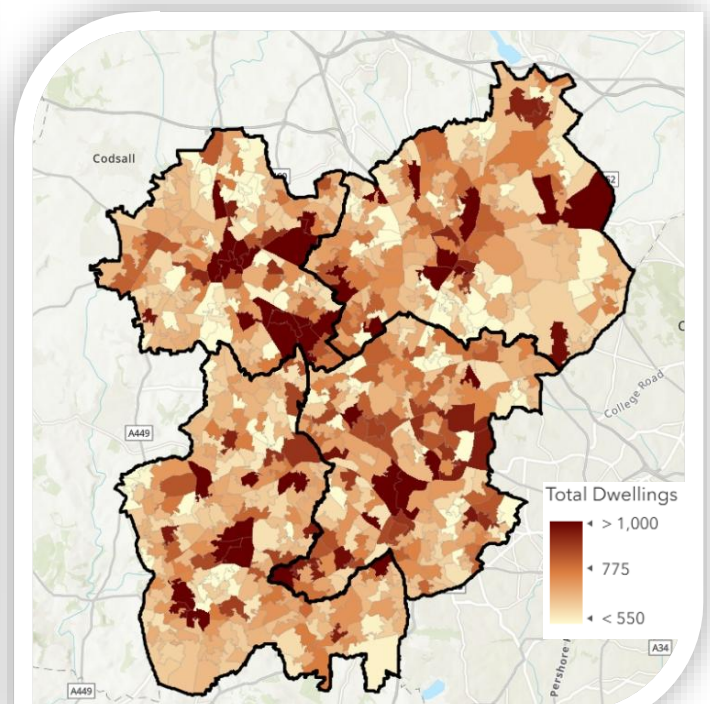 Codsall
College Road
A449
Total Dwellings
> 1,000
775
< 550
A34
A449